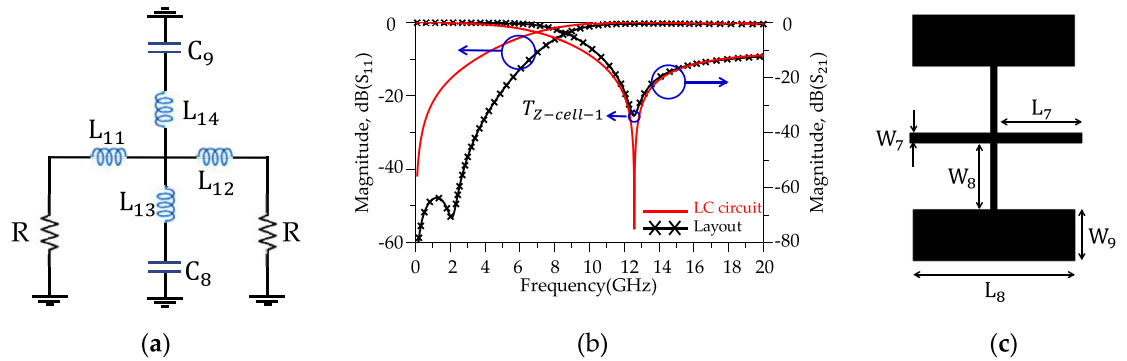 C9
L14
L11
L12
L13
R
R
C8
(a)
Magnitude, dB(S11)
0
-20
-40
-60
TZ-cell-1
LC circuit
Layout
0
-20
-40
-60
-80
Magnitude, dB(S21)
0 2 4 6 8 10 12 14 16 18 20
Frequency(GHz)
(b)
L7
W7
W8
W9
L8
(c)